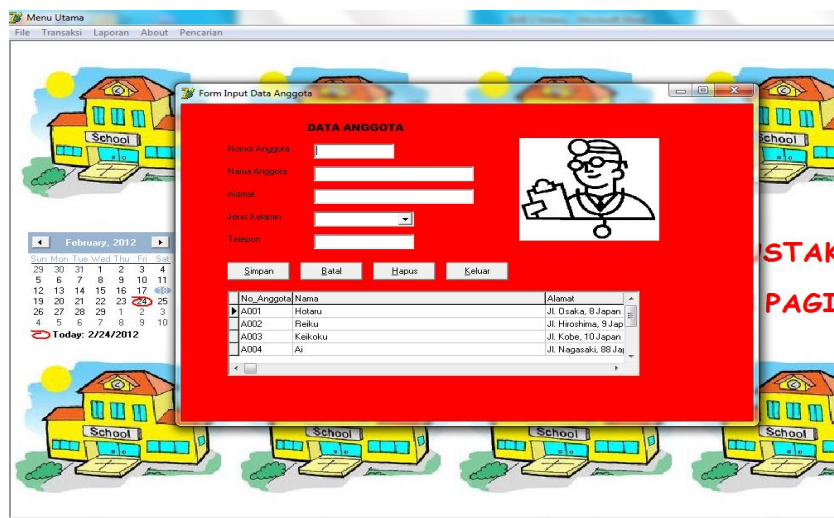 Menu Utama
File Transaksi Laporan About Pencarian
School
School
Form Input Data Anggota
DATA ANGGOTA
Nomor Anggota
Nama Anggota
Alamat
Jenis Kelamin
Telepon
Simpan Batal Hapus Keluar
No_Anggota Nama Alamat
A001 Hotaru Jl. Osaka, 8 Japan
A002 Reiku Jl. Hiroshima, 9 Jap
A003 Keikoku Jl. Kobe, 10 Japan
A004 Ai Jl. Nagasaki, 88 Jap
February, 2012
Sun Mon Tue Wed Thu Fri Sat
29 30 31 1 2 3 4
5 6 7 8 9 10 11
12 13 14 15 16 17 18
19 20 21 22 23 24 25
26 27 28 29 1 2 3
4 5 6 7 8 9 10
Today: 2/24/2012
STAK
PAGI
School
School
School
School